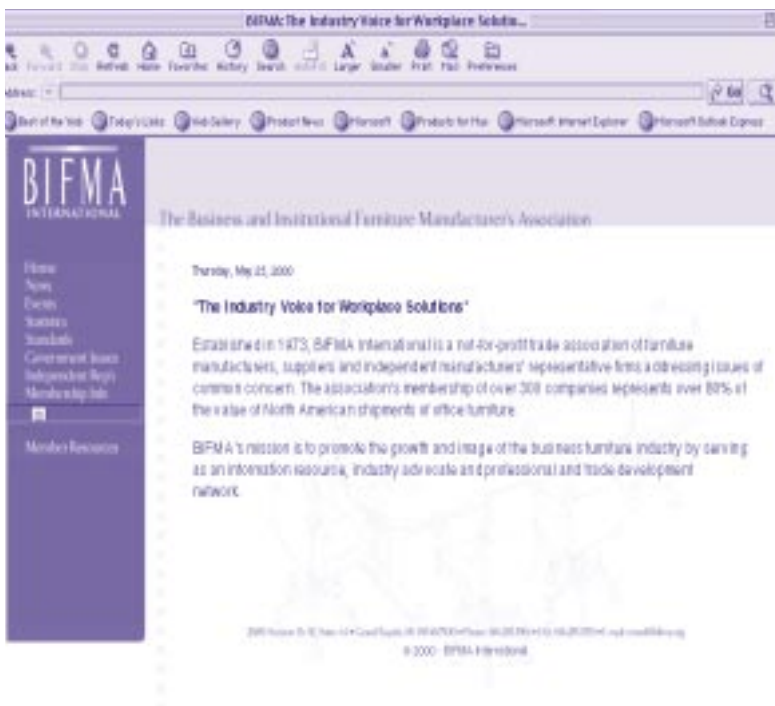 BIFMA: The Industry Voice for Workplace Solutio...
Refresh Home Favorites History Search Larger Smaller Print Mail Preferences
Address:
Go
Best of the Web Today's Links Web Gallery Product News Microsoft Products for Mac Microsoft Internet Explorer Microsoft Outlook Express
BIFMA
INTERNATIONAL
The Business and Institutional Furniture Manufacturer's Association
Home
News
Events
Statistics
Standards
Government Issues
Independent Rep's
Membership Info
Member Resources
Thursday, May 25, 2000
"The Industry Voice for Workplace Solutions"
Established in 1973, BIFMA International is a not-for-profit trade association of furniture
manufacturers, suppliers and independent manufacturers' representative firms addressing issues of
common concern. The association's membership of over 300 companies represents over 80% of
the value of North American shipments of office furniture.
BIFMA's mission is to promote the growth and image of the business furniture industry by serving
as an information resource, industry advocate and professional and trade development
network.
© 2000 - BIFMA International